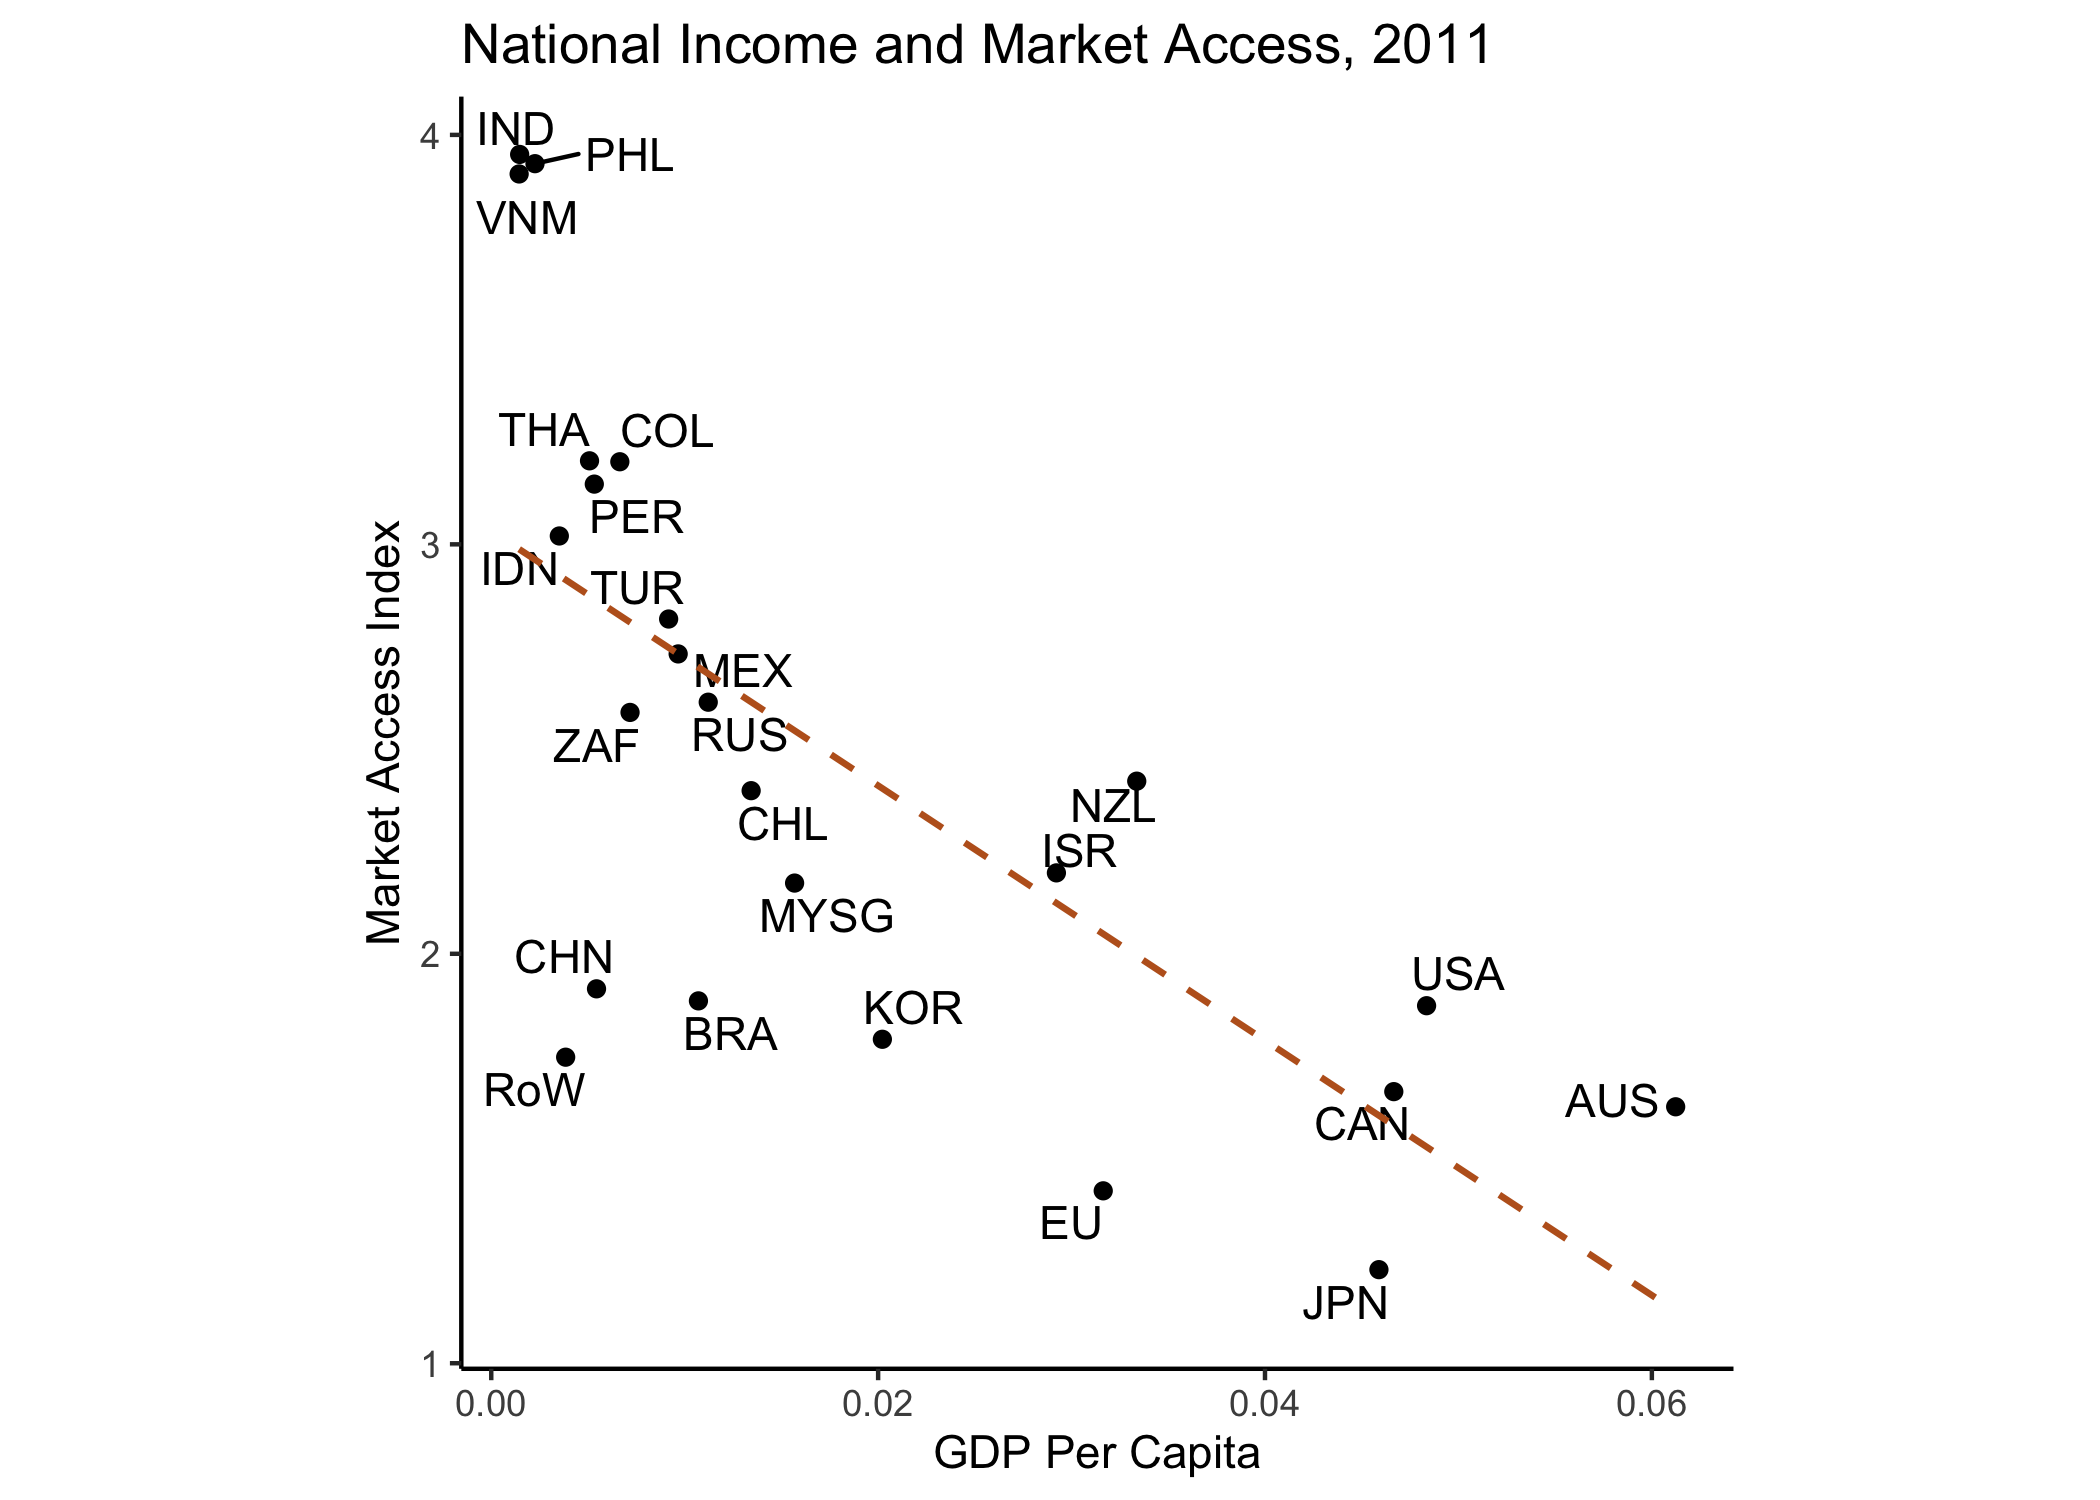 National Income and Market Access, 2011
Market Access Index
4
3
2
1
IND
PHL
VNM
THA
COL
PER
IDN
TUR
MEX
RUS
ZAF
NZL
CHL
ISR
MYSG
CHN
USA
KOR
BRA
RoW
AUS
CAN
EU
JPN
0.00
0.02
0.04
0.06
GDP Per Capita